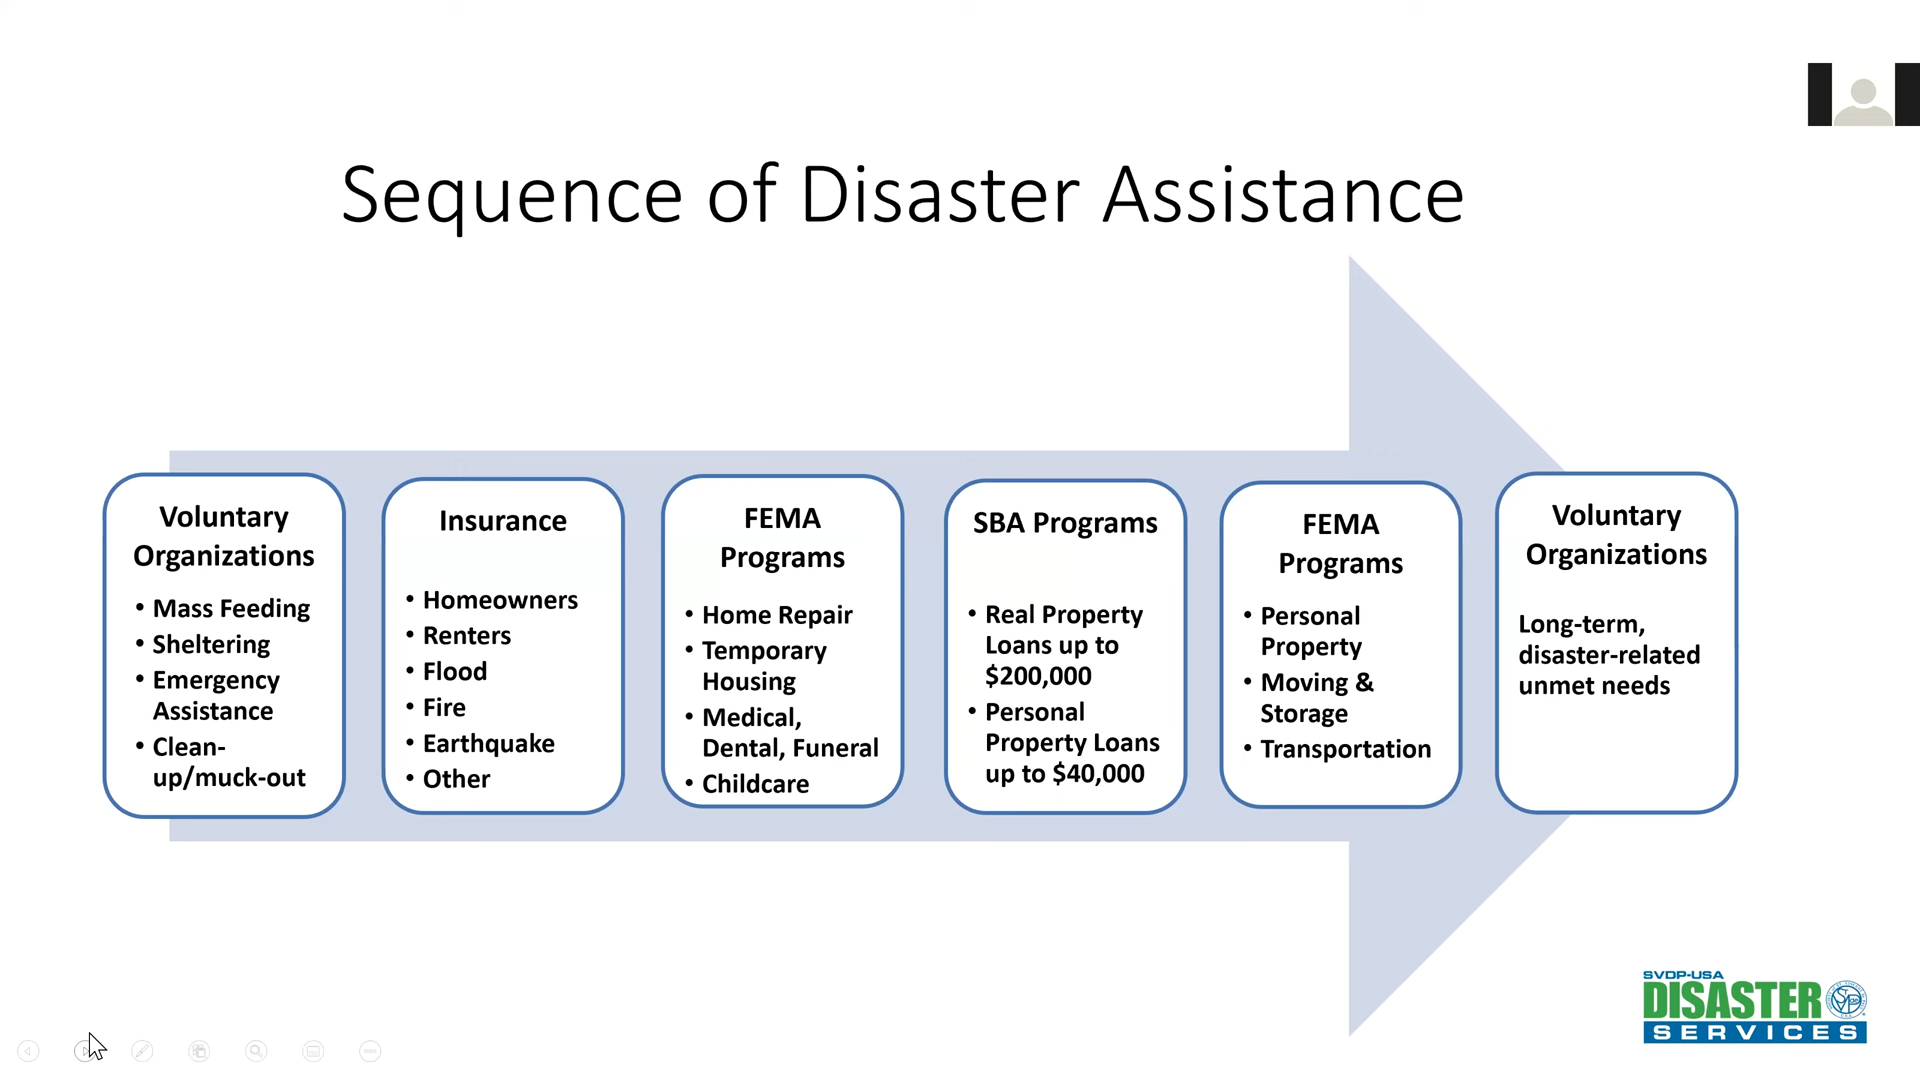 Sequence of Disaster Assistance
Voluntary
Organizations
• Mass Feeding
• Sheltering
• Emergency
Assistance
• Clean-
up/muck-out
Insurance
• Homeowners
• Renters
• Flood
• Fire
• Earthquake
• Other
FEMA
Programs
• Home Repair
• Temporary
Housing
• Medical,
Dental, Funeral
• Childcare
SBA Programs
• Real Property
Loans up to
$200,000
• Personal
Property Loans
up to $40,000
FEMA
Programs
• Personal
Property
• Moving &
Storage
• Transportation
Voluntary
Organizations
Long-term,
disaster-related
unmet needs
SVDP-USA
DISASTER
SERVICES